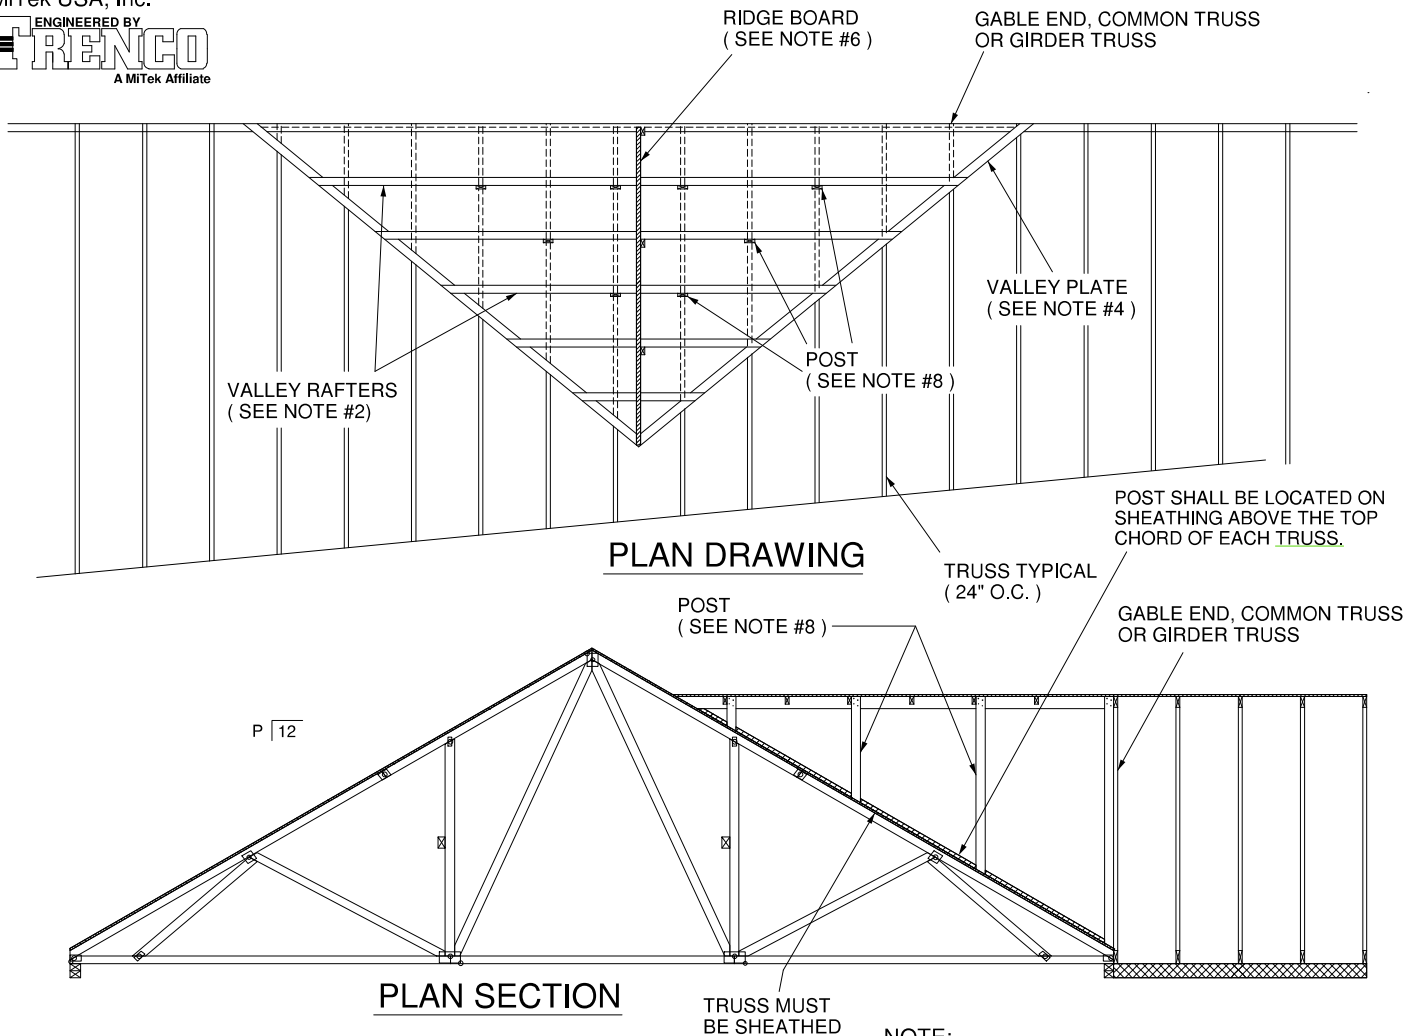 MiTek USA, Inc.
ENGINEERED BY
TRENCO
A MiTek Affiliate
RIDGE BOARD
( SEE NOTE #6 )
GABLE END, COMMON TRUSS
OR GIRDER TRUSS
VALLEY PLATE
( SEE NOTE #4 )
POST
( SEE NOTE #8 )
VALLEY RAFTERS
( SEE NOTE #2)
POST SHALL BE LOCATED ON
SHEATHING ABOVE THE TOP
CHORD OF EACH TRUSS.
PLAN DRAWING
TRUSS TYPICAL
( 24" O.C. )
POST
( SEE NOTE #8 )
GABLE END, COMMON TRUSS
OR GIRDER TRUSS
P 12
PLAN SECTION
TRUSS MUST
BE SHEATHED
NOTE: